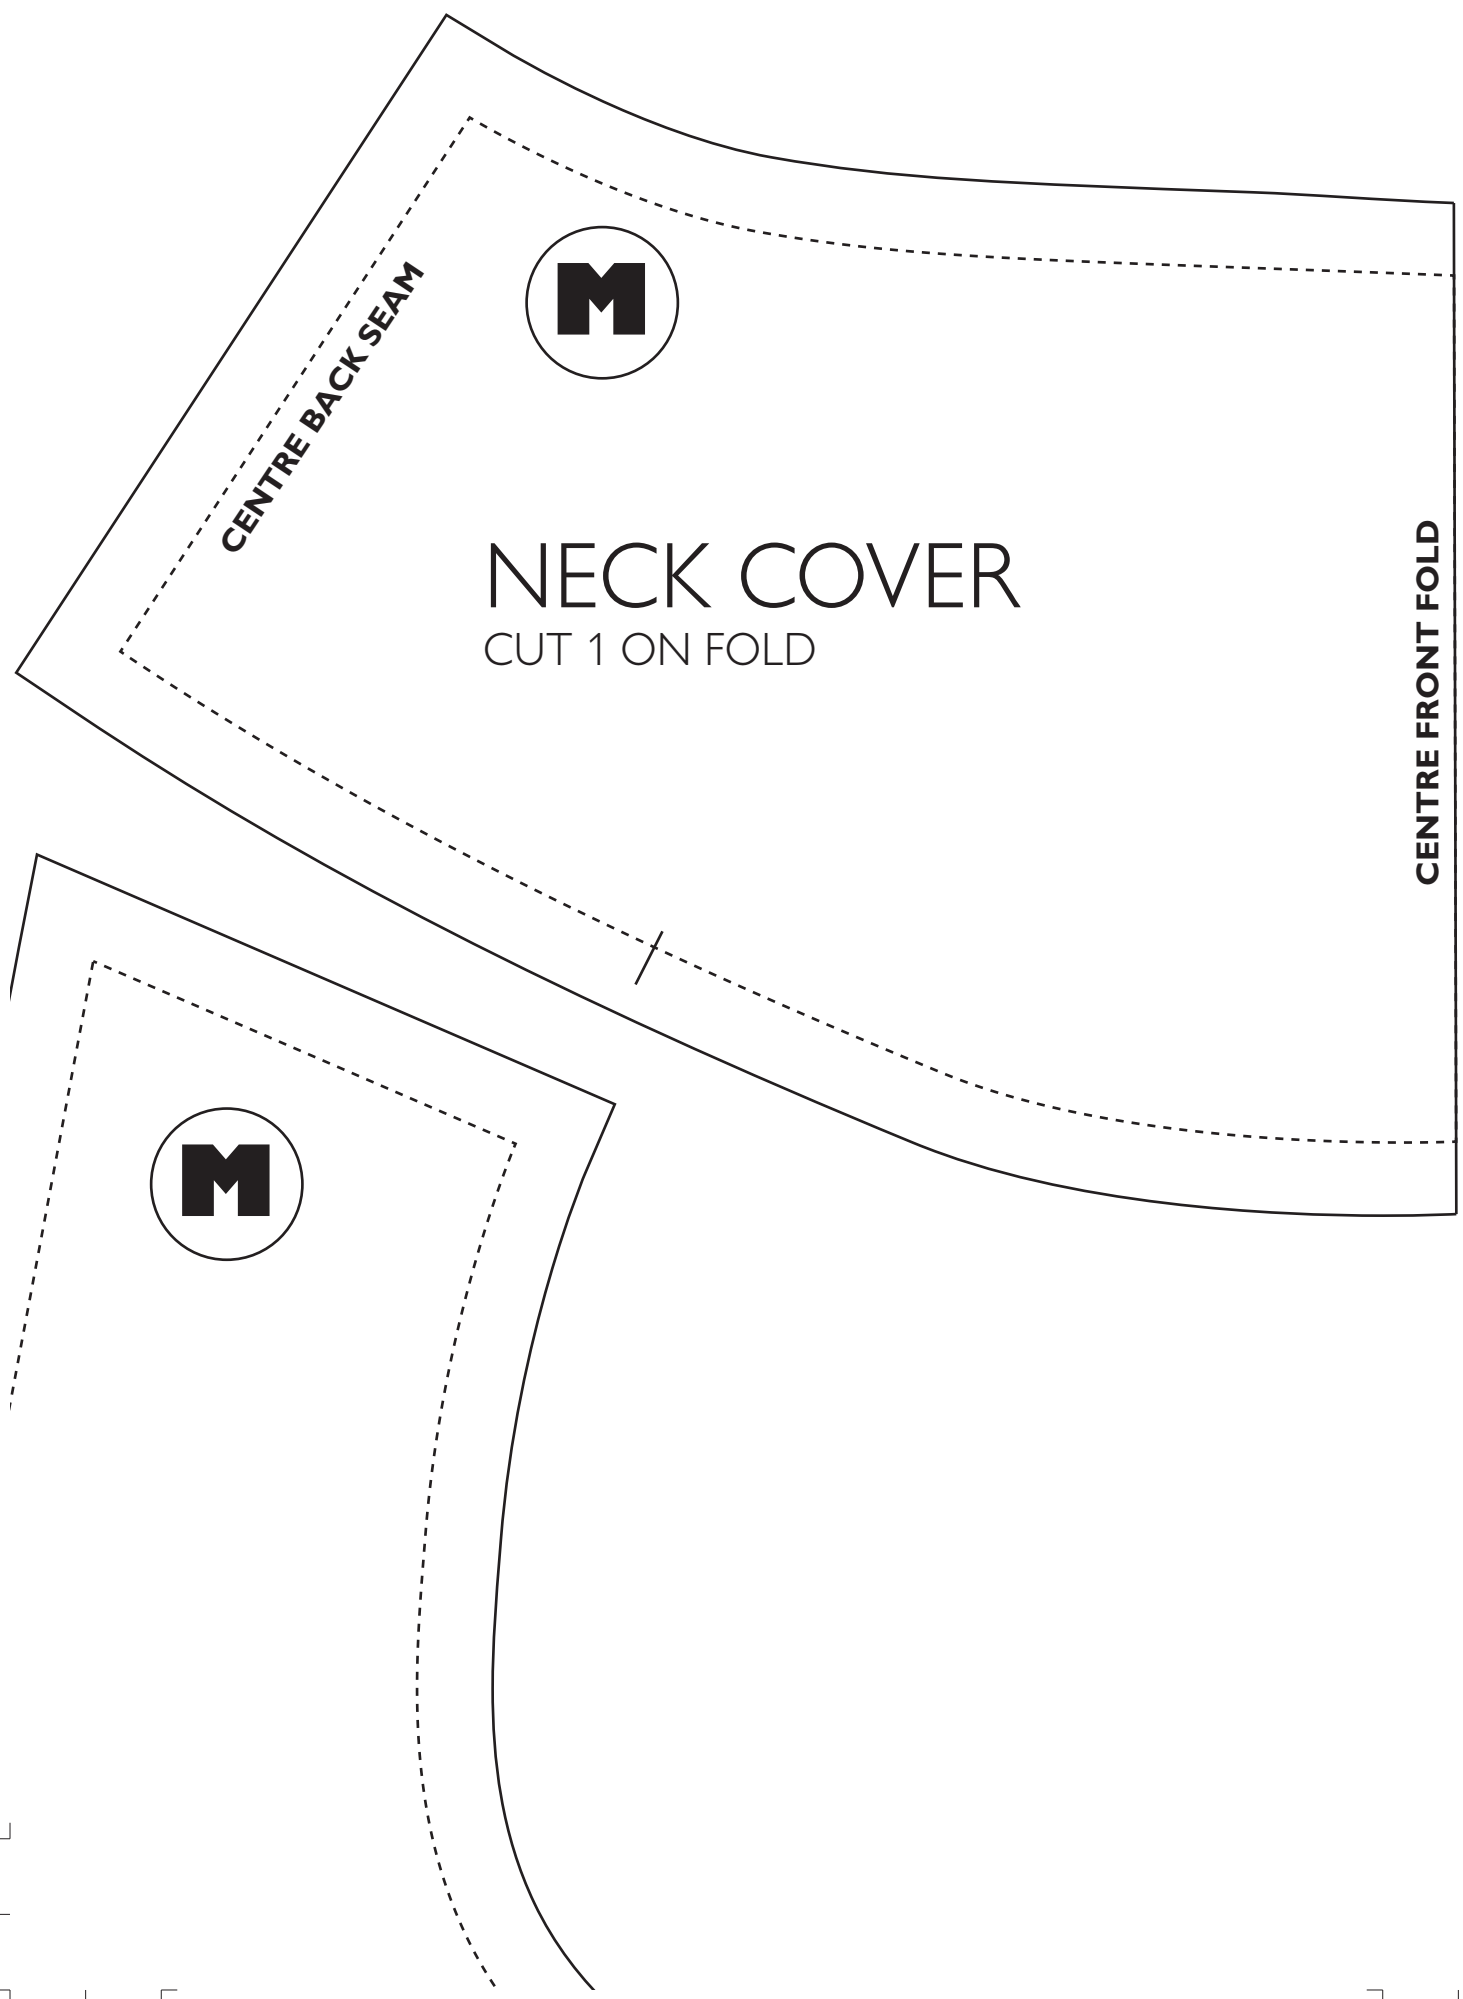 M
CENTRE BACK SEAM
NECK COVER
CUT 1 ON FOLD
CENTRE FRONT FOLD
M